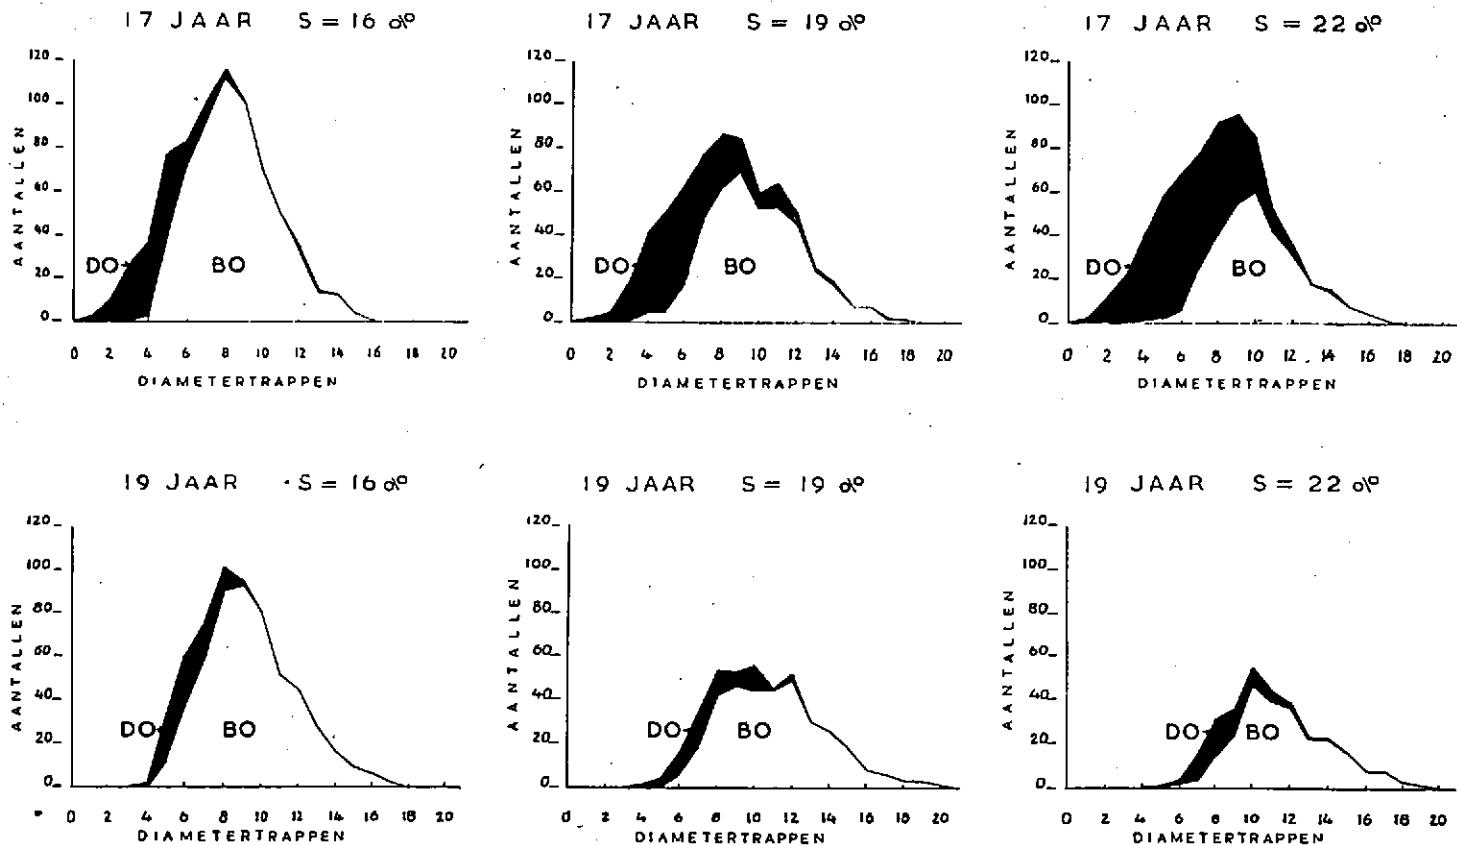 17 JAAR S = 16 %
120
100
80
60
40
20
0
AANTALLEN
DO
BO
0 2 4 6 8 10 12 14 16 18 20
DIAMETERTRAPPEN
17 JAAR S = 19 %
120
100
80
60
40
20
0
AANTALLEN
DO
BO
0 2 4 6 8 10 12 14 16 18 20
DIAMETERTRAPPEN
17 JAAR S = 22 %
120
100
80
60
40
20
0
AANTALLEN
DO
BO
0 2 4 6 8 10 12 14 16 18 20
DIAMETERTRAPPEN
19 JAAR S = 16 %
120
100
80
60
40
20
0
AANTALLEN
DO
BO
0 2 4 6 8 10 12 14 16 18 20
DIAMETERTRAPPEN
19 JAAR S = 19 %
120
100
80
60
40
20
0
AANTALLEN
DO
BO
0 2 4 6 8 10 12 14 16 18 20
DIAMETERTRAPPEN
19 JAAR S = 22 %
120
100
80
60
40
20
0
AANTALLEN
DO
BO
0 2 4 6 8 10 12 14 16 18 20
DIAMETERTRAPPEN